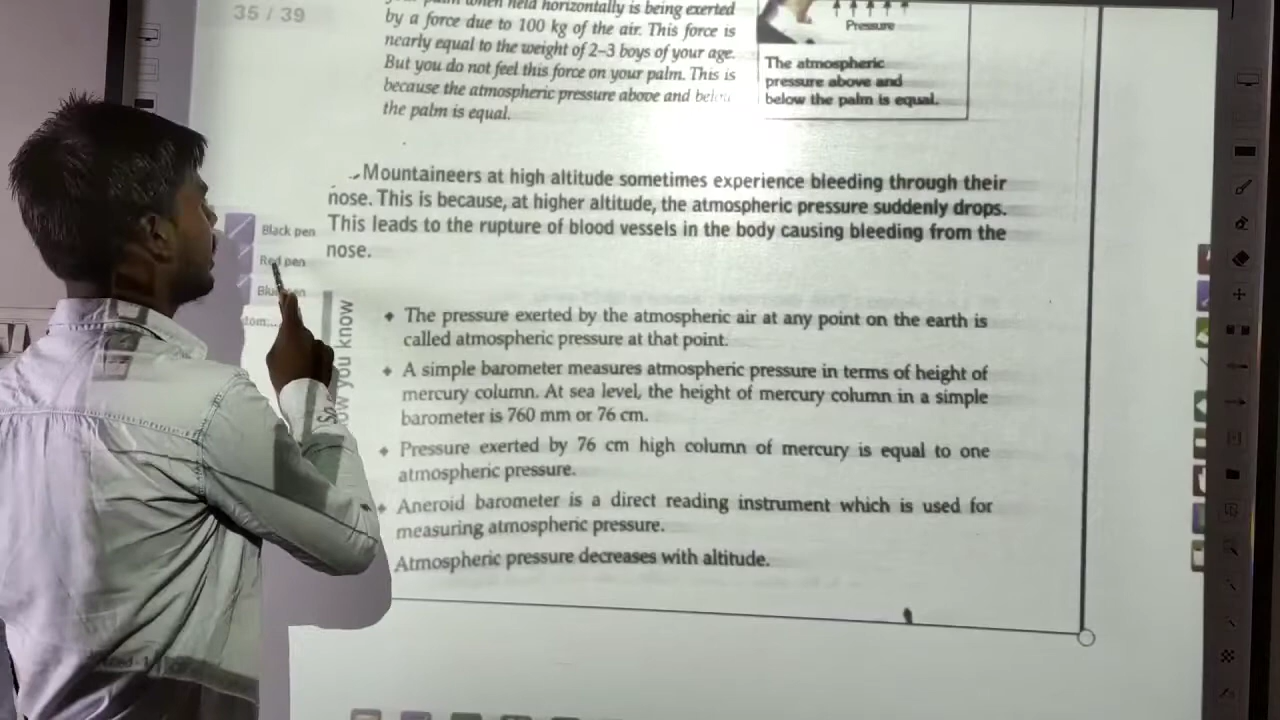 35 / 39
when held horizontally is being exerted
by a force due to 100 kg of the air. This force is
nearly equal to the weight of 2–3 boys of your age.
But you do not feel this force on your palm. This is
because the atmospheric pressure above and below
the palm is equal.
Pressure
The atmospheric
pressure above and
below the palm is equal.
Mountaineers at high altitude sometimes experience bleeding through their
nose. This is because, at higher altitude, the atmospheric pressure suddenly drops.
This leads to the rupture of blood vessels in the body causing bleeding from the
nose.
Black pen
Red pen
you know
• The pressure exerted by the atmospheric air at any point on the earth is
called atmospheric pressure at that point.
• A simple barometer measures atmospheric pressure in terms of height of
mercury column. At sea level, the height of mercury column in a simple
barometer is 760 mm or 76 cm.
• Pressure exerted by 76 cm high column of mercury is equal to one
atmospheric pressure.
• Aneroid barometer is a direct reading instrument which is used for
measuring atmospheric pressure.
Atmospheric pressure decreases with altitude.